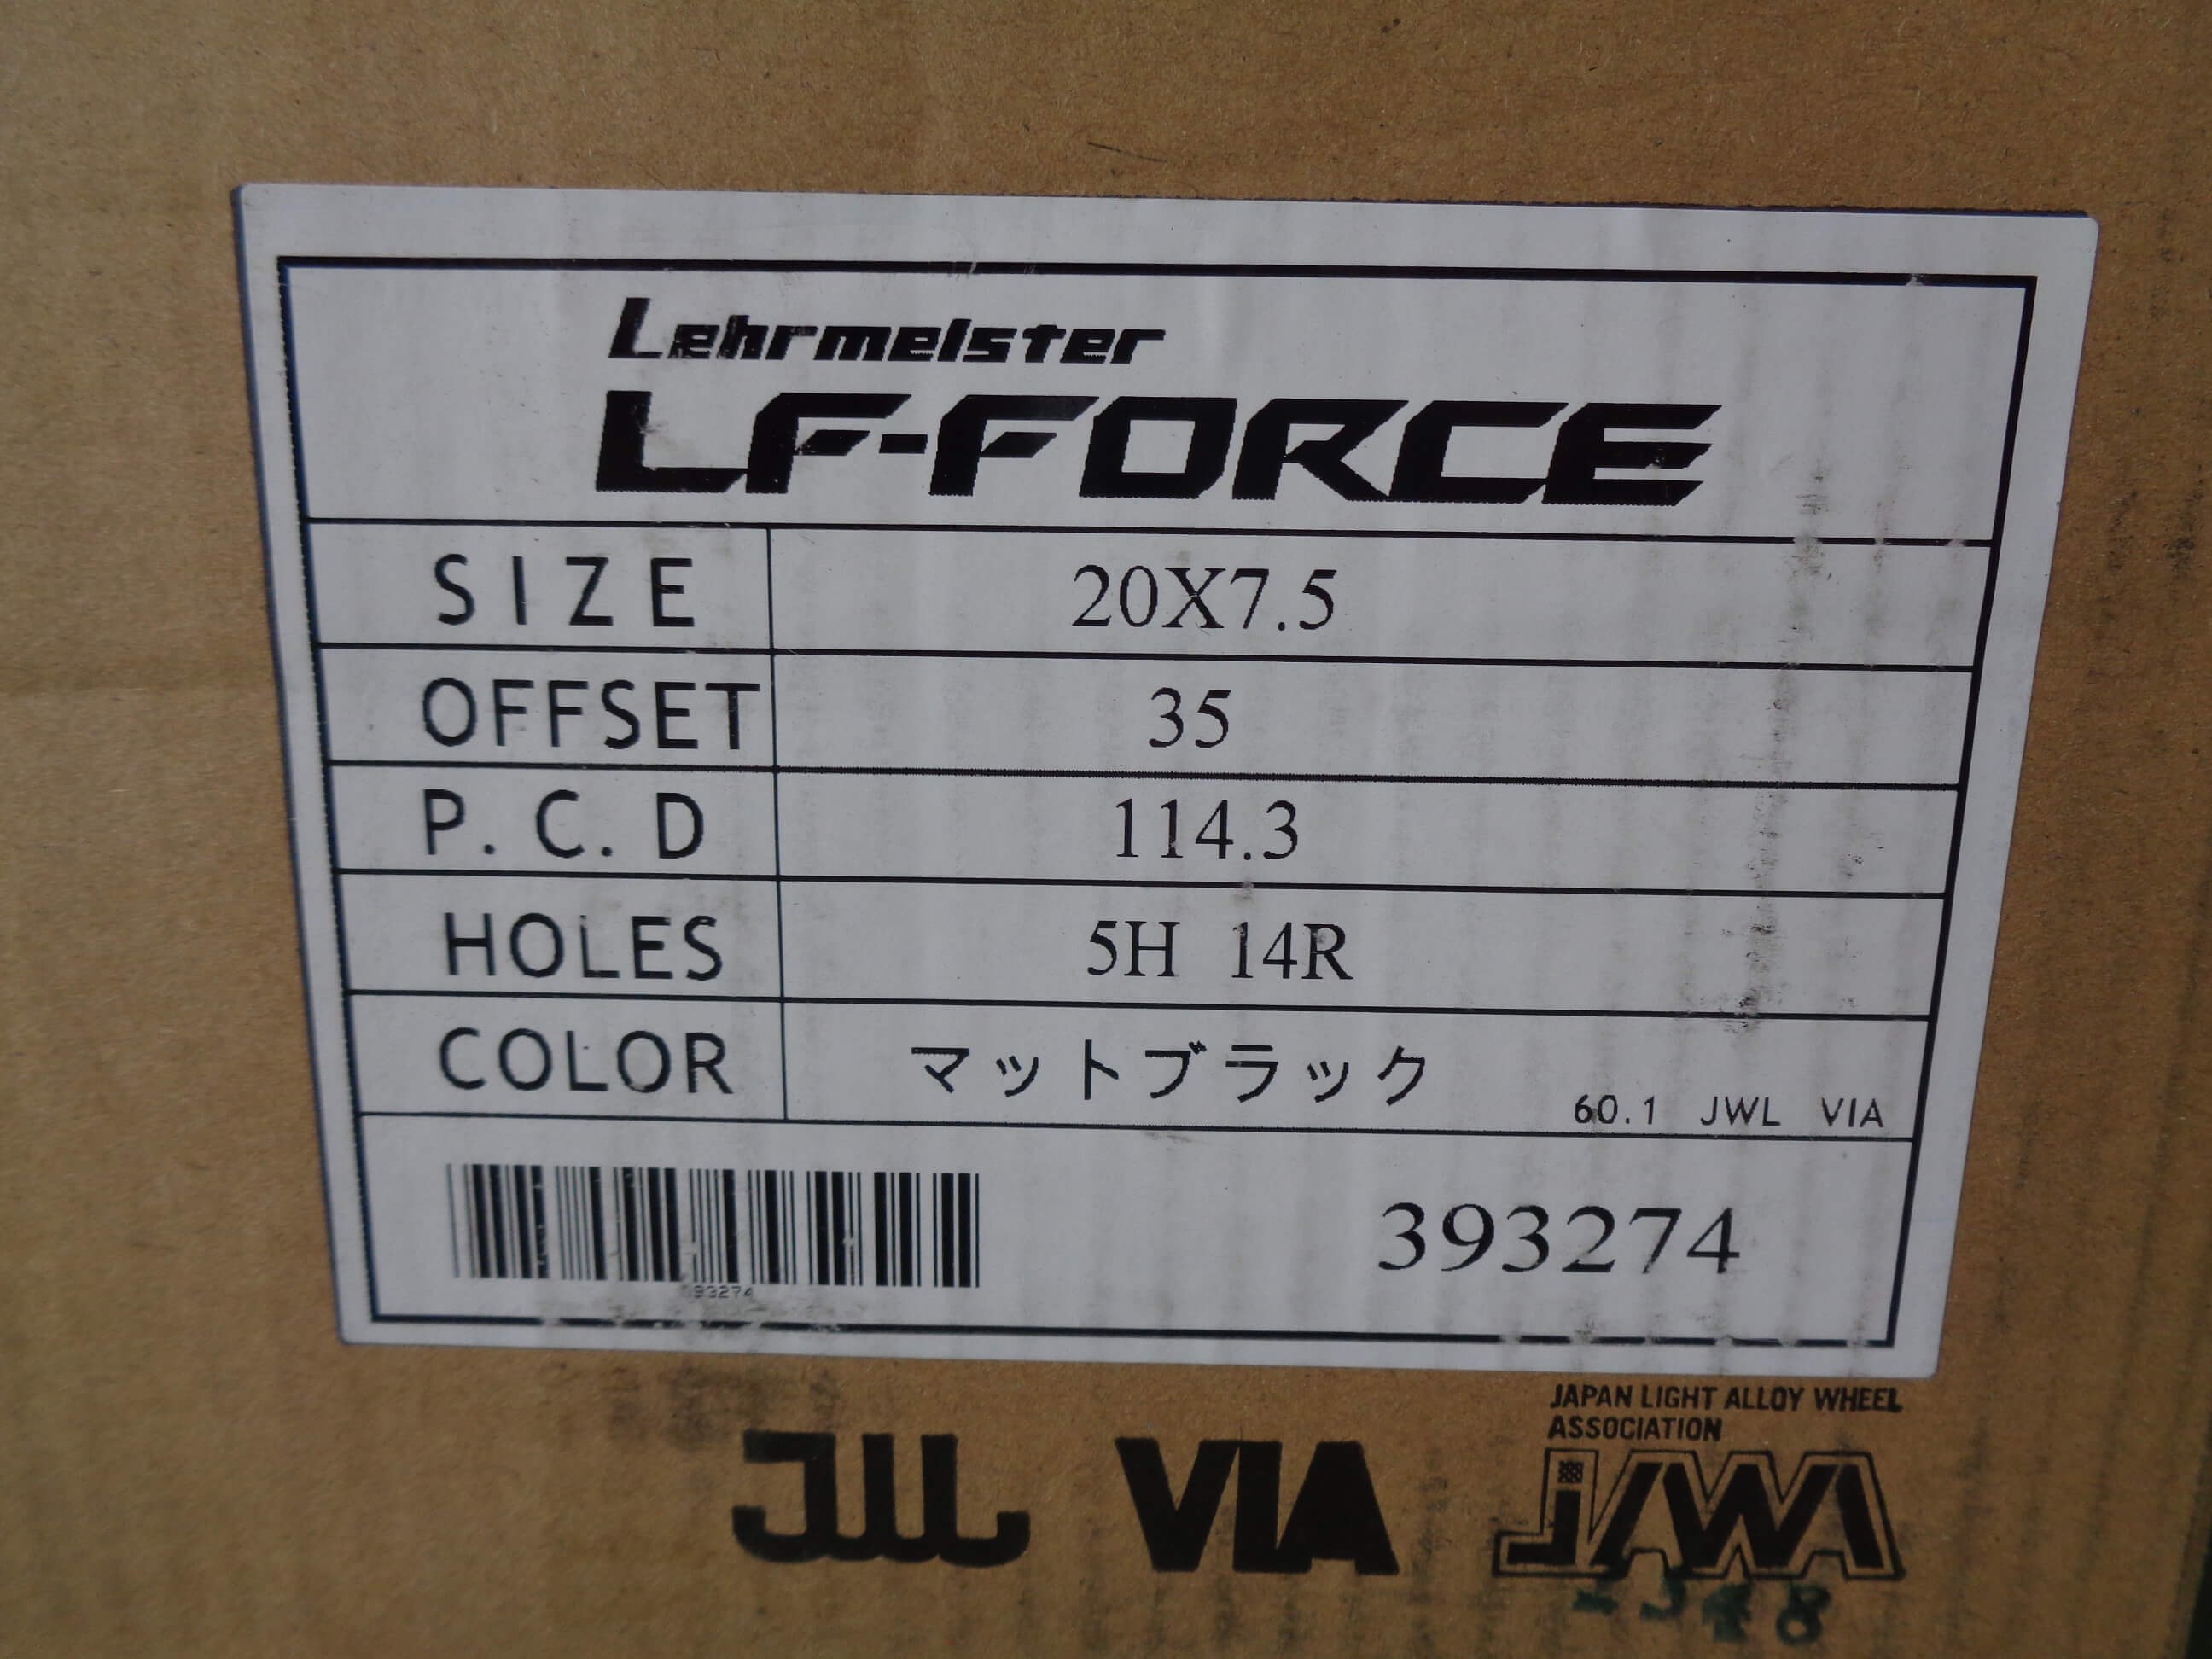 Lehrmeister
LF-FORCE
SIZE 20X7.5
OFFSET 35
P.C.D 114.3
HOLES 5H 14R
COLOR マットブラック 60.1 JWL VIA
393274
JAPAN LIGHT ALLOY WHEEL
ASSOCIATION
JWL VIA JAWA